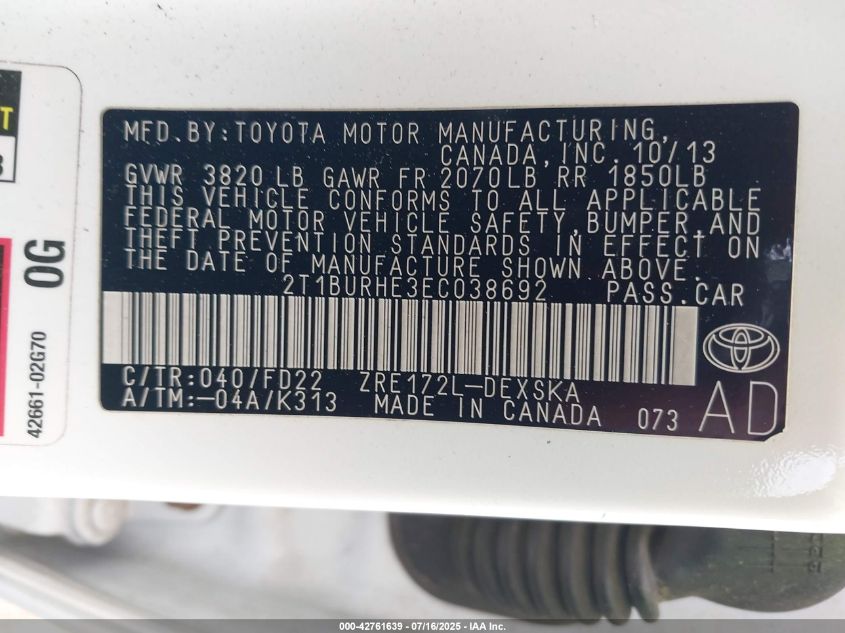 MFD.BY:TOYOTA MOTOR MANUFACTURING,
CANADA,INC. 10/13
GVWR 3820 LB GAWR FR 2070LB RR 1850LB
THIS VEHICLE CONFORMS TO ALL APPLICABLE
FEDERAL MOTOR VEHICLE SAFETY,BUMPER,AND
THEFT PREVENTION STANDARDS IN EFFECT ON
THE DATE OF MANUFACTURE SHOWN ABOVE.
2T1BURHE3EC038692 PASS.CAR
C/TR:040/FD22 ZRE172L-DEXSKA
A/TM:-04A/K313 MADE IN CANADA 073 AD
0G
42661-02G70
000-42761639 - 07/16/2025 - IAA Inc.